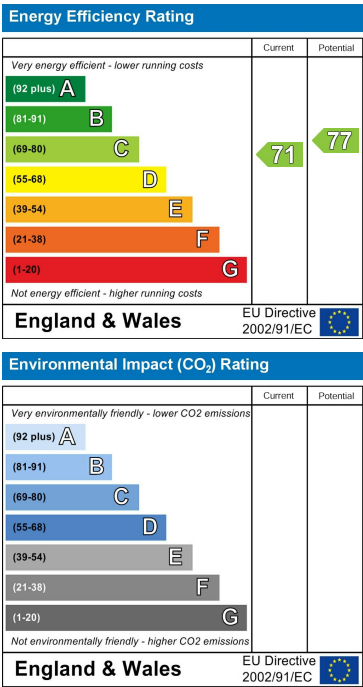 Energy Efficiency Rating
Current Potential
Very energy efficient - lower running costs
(92 plus) A
(81-91) B
(69-80) C
(55-68) D
(39-54) E
(21-38) F
(1-20) G
71 77
Not energy efficient - higher running costs
England & Wales
EU Directive
2002/91/EC
Environmental Impact (CO2) Rating
Current Potential
Very environmentally friendly - lower CO2 emissions
(92 plus) A
(81-91) B
(69-80) C
(55-68) D
(39-54) E
(21-38) F
(1-20) G
Not environmentally friendly - higher CO2 emissions
England & Wales
EU Directive
2002/91/EC